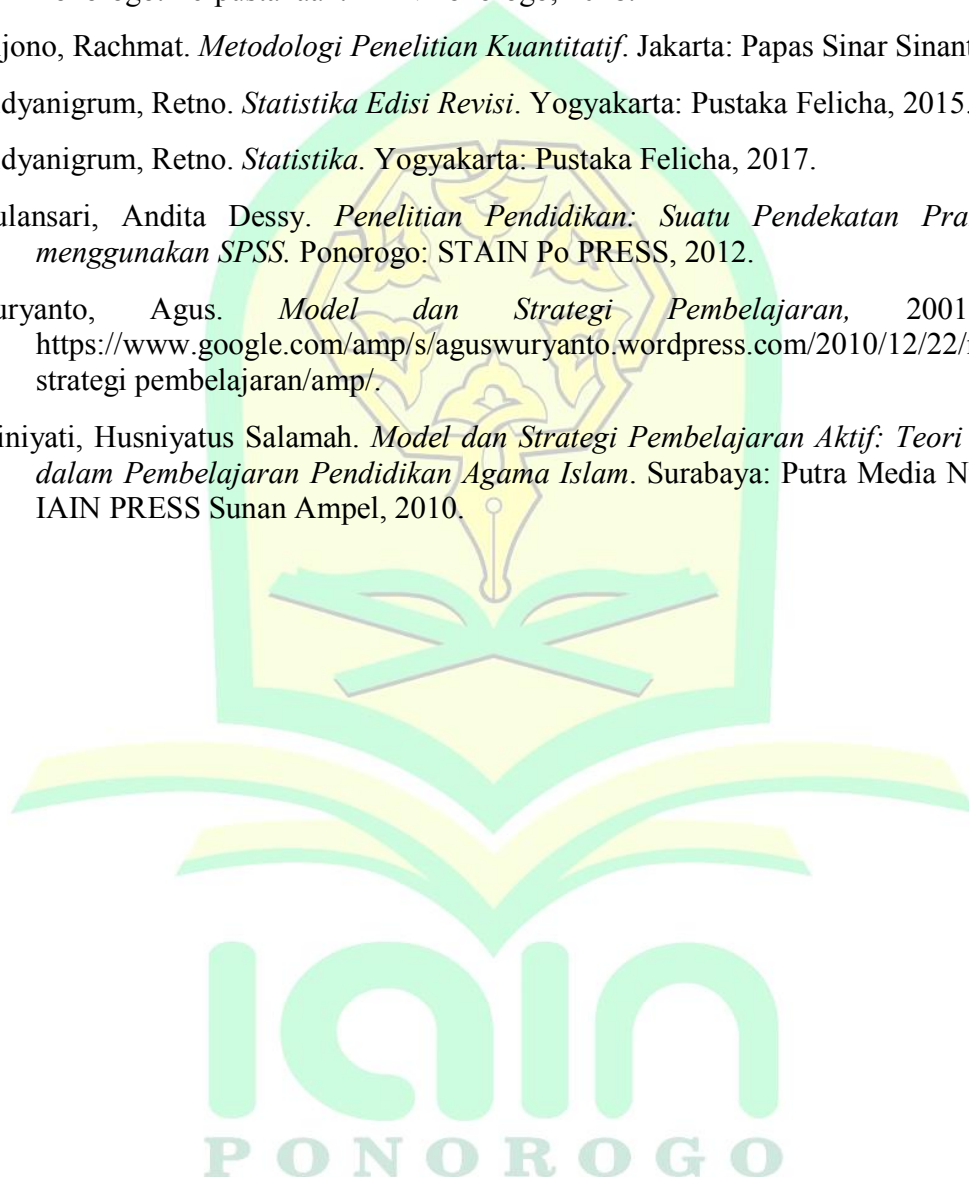 jono, Rachmat. Metodologi Penelitian Kuantitatif. Jakarta: Papas Sinar Sinant
dyanigrum, Retno. Statistika Edisi Revisi. Yogyakarta: Pustaka Felicha, 2015.
dyanigrum, Retno. Statistika. Yogyakarta: Pustaka Felicha, 2017.
ulansari, Andita Dessy. Penelitian Pendidikan: Suatu Pendekatan Pra
menggunakan SPSS. Ponorogo: STAIN Po PRESS, 2012.
uryanto, Agus. Model dan Strategi Pembelajaran, 2001
https://www.google.com/amp/s/aguswuryanto.wordpress.com/2010/12/22/
strategi pembelajaran/amp/.
iniyati, Husniyatus Salamah. Model dan Strategi Pembelajaran Aktif: Teori
dalam Pembelajaran Pendidikan Agama Islam. Surabaya: Putra Media N
IAIN PRESS Sunan Ampel, 2010.
iain
PONOROGO